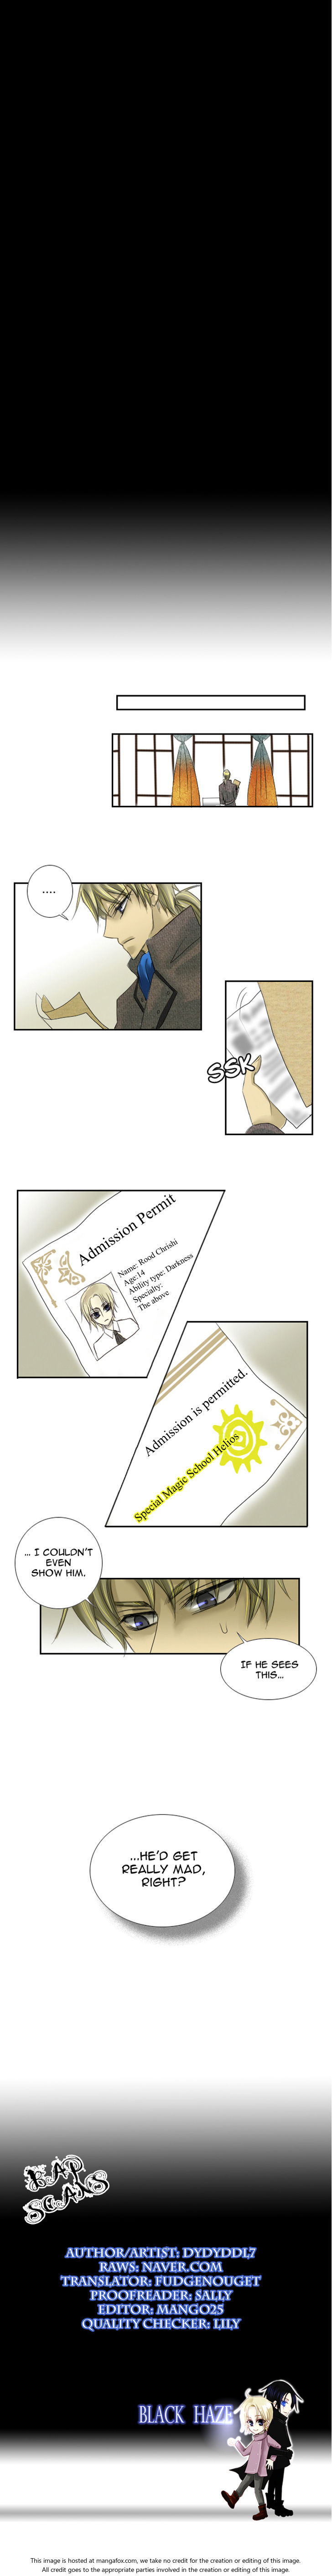 ....
SSK
Admission Permit
Name: Rood Chrishi
Age:14
Ability type: Darkness
Specialty:
The above
Admission is permitted.
Special Magic School Helios
... I COULDN'T
EVEN
SHOW HIM.
IF HE SEES
THIS...
...HE'D GET
REALLY MAD,
RIGHT?
BAP
SCANS
AUTHOR/ARTIST: DYDYDDL7
RAWS: NAVER.COM
TRANSLATOR: FUDGENOUGET
PROOFREADER: SALLY
EDITOR: MANGO25
QUALITY CHECKER: LILY
BLACK HAZE
This image is hosted at mangafox.com, we take no credit for the creation or editing of this image.
All credit goes to the appropriate parties involved in the creation or editing of this image.